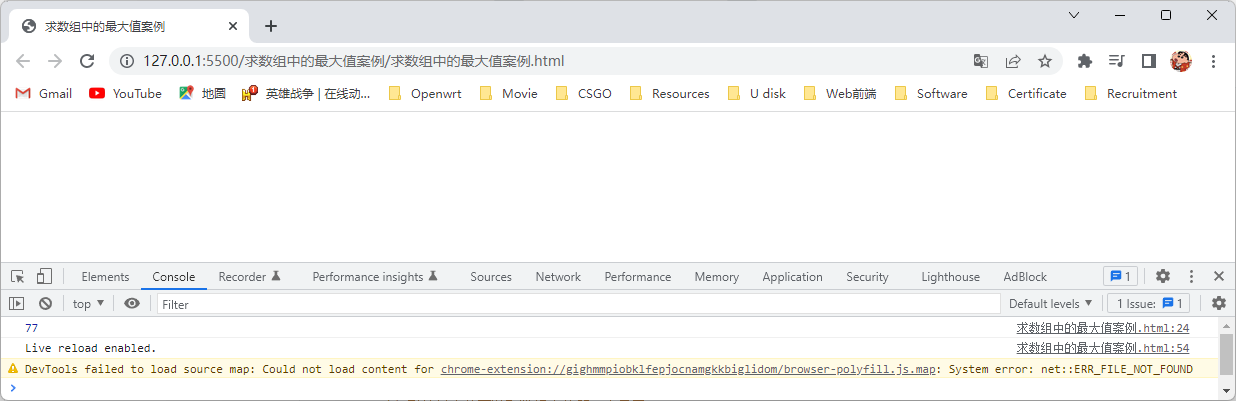 求数组中的最大值案例
127.0.0.1:5500/求数组中的最大值案例/求数组中的最大值案例.html
Gmail YouTube 地图 英雄战争 | 在线动... Openwrt Movie CSGO Resources U disk Web前端 Software Certificate Recruitment
Elements Console Recorder Performance insights Sources Network Performance Memory Application Security Lighthouse AdBlock 1
top Filter Default levels 1 Issue: 1
77 求数组中的最大值案例.html:24
Live reload enabled. 求数组中的最大值案例.html:54
DevTools failed to load source map: Could not load content for chrome-extension://gighmmpiobklfepjocnamgkkbiglidom/browser-polyfill.js.map: System error: net::ERR_FILE_NOT_FOUND